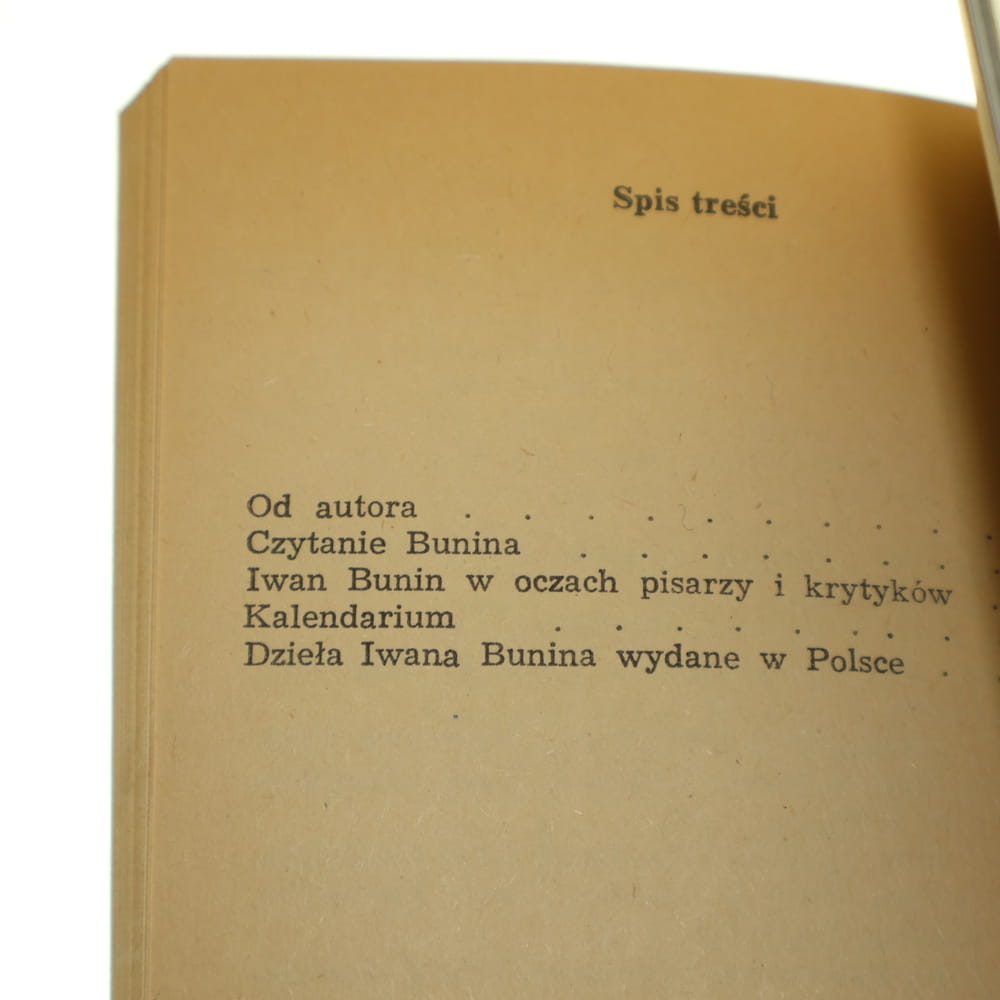 Spis treści
Od autora . . . . . . . . .
Czytanie Bunina . . . . . . . .
Iwan Bunin w oczach pisarzy i krytyków .
Kalendarium . . . . . . . .
Dzieła Iwana Bunina wydane w Polsce .